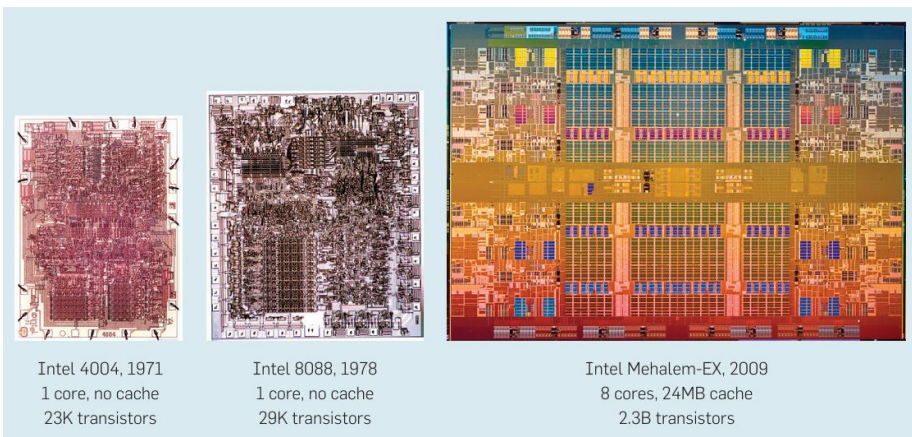 4004
Intel 4004, 1971
1 core, no cache
23K transistors
Intel 8088, 1978
1 core, no cache
29K transistors
Intel Mehalem-EX, 2009
8 cores, 24MB cache
2.3B transistors